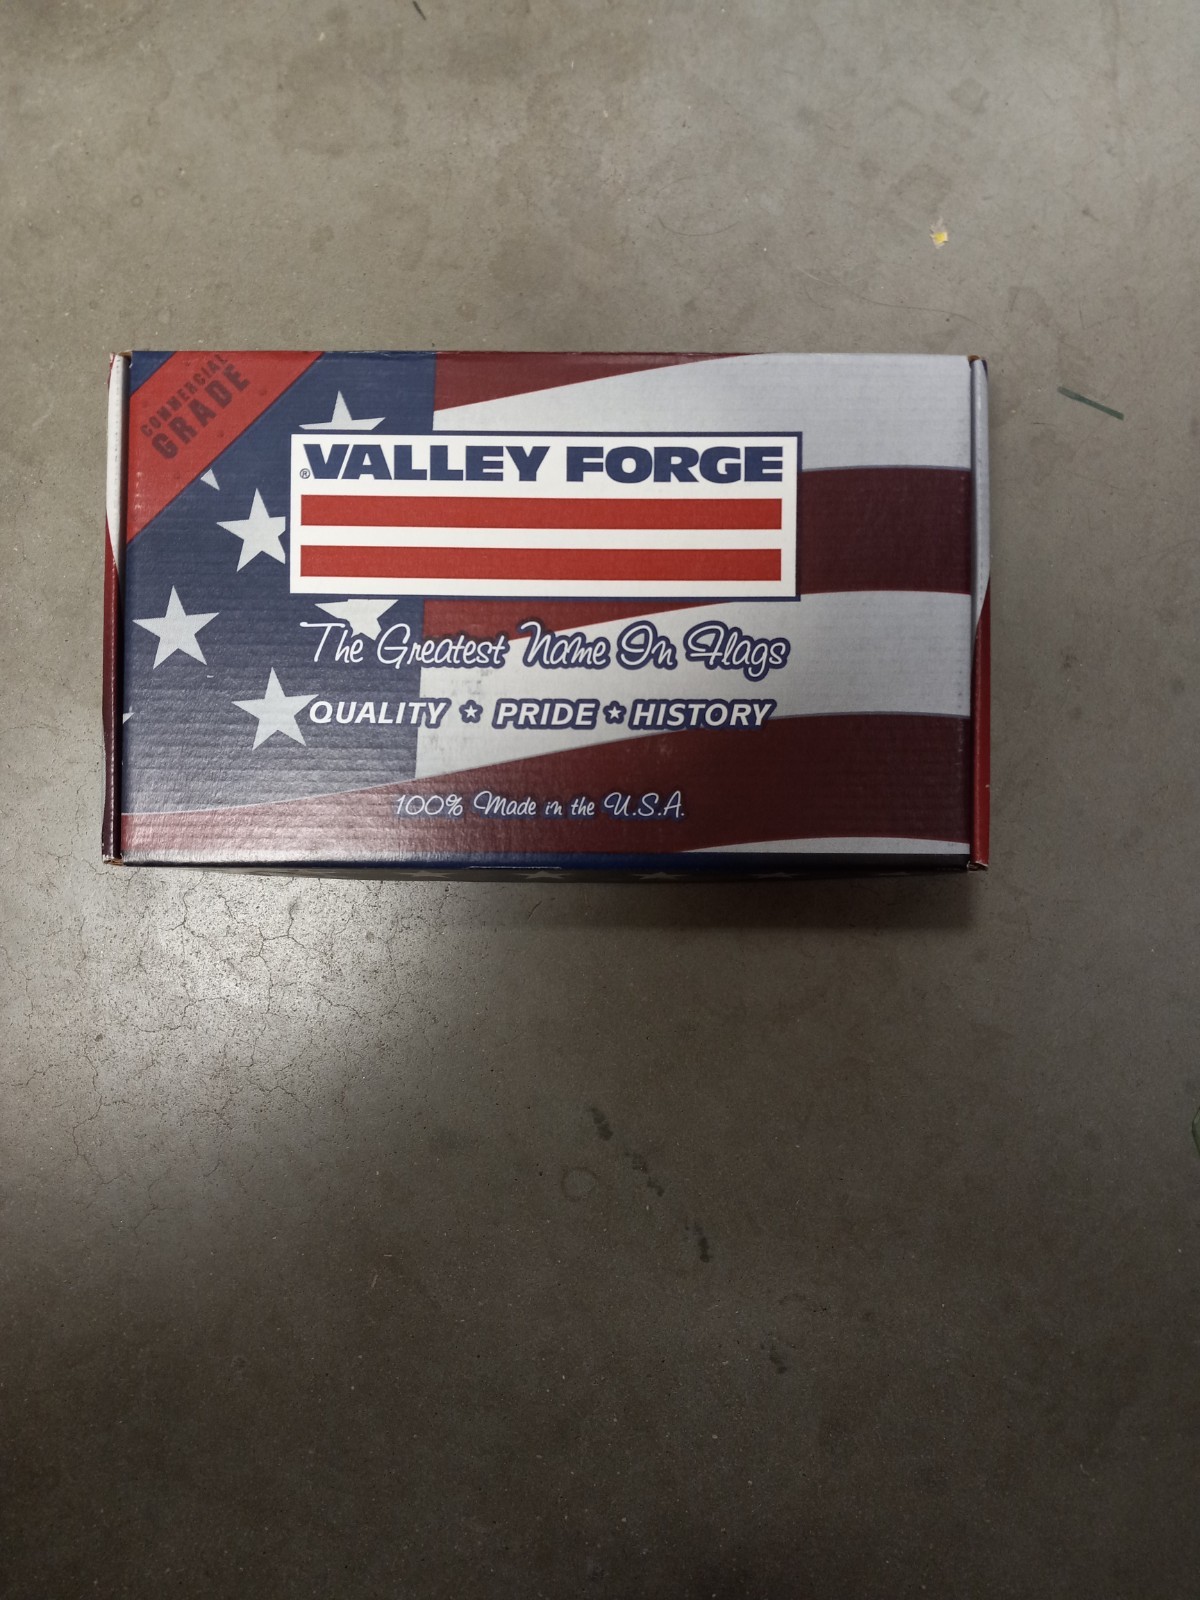 COMMERCIAL
GRADE
®VALLEY FORGE
The Greatest Name In Flags
QUALITY ★ PRIDE ★ HISTORY
100% Made in the U.S.A.